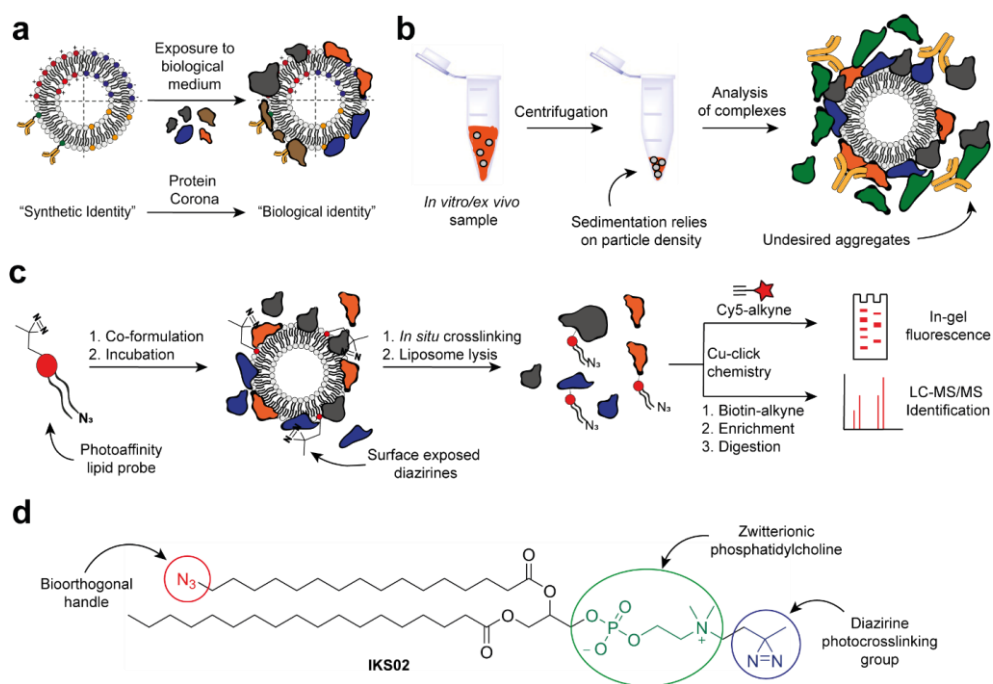 a
Exposure to
biological
medium
Protein
Corona
“Synthetic Identity”
“Biological identity”
b
Centrifugation
Analysis
of complexes
In vitro/ex vivo
sample
Sedimentation relies
on particle density
Undesired aggregates
c
N
N
N₃
Photoaffinity
lipid probe
1. Co-formulation
2. Incubation
N
N
N
N
N
N
Surface exposed
diazirines
1. In situ crosslinking
2. Liposome lysis
N₃
N₃
N₃
Cy5-alkyne
Cu-click
chemistry
1. Biotin-alkyne
2. Enrichment
3. Digestion
In-gel
fluorescence
LC-MS/MS
Identification
d
Bioorthogonal
handle
N₃
O
O
O
O
O
P
O
O⁻
O
N
+
N=N
IKS02
Zwitterionic
phosphatidylcholine
Diazirine
photocrosslinking
group